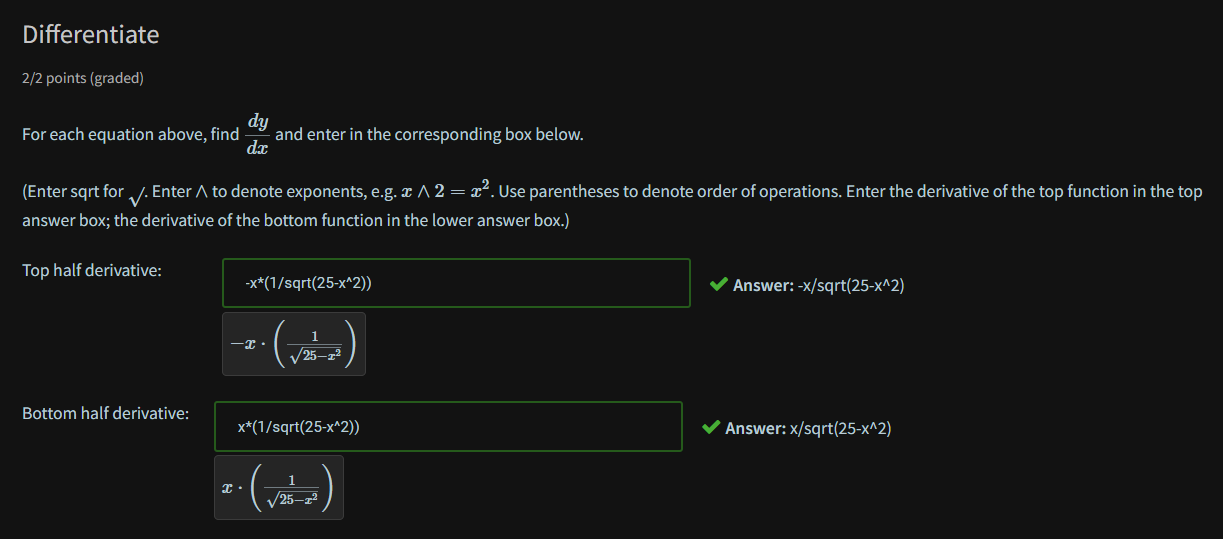 Differentiate
2/2 points (graded)
For each equation above, find dy/dx and enter in the corresponding box below.
(Enter sqrt for √. Enter ∧ to denote exponents, e.g. x ∧ 2 = x². Use parentheses to denote order of operations. Enter the derivative of the top function in the top
answer box; the derivative of the bottom function in the lower answer box.)
Top half derivative:
-x*(1/sqrt(25-x^2))
Answer: -x/sqrt(25-x^2)
−x · (1/√(25−x²))
Bottom half derivative:
x*(1/sqrt(25-x^2))
Answer: x/sqrt(25-x^2)
x · (1/√(25−x²))